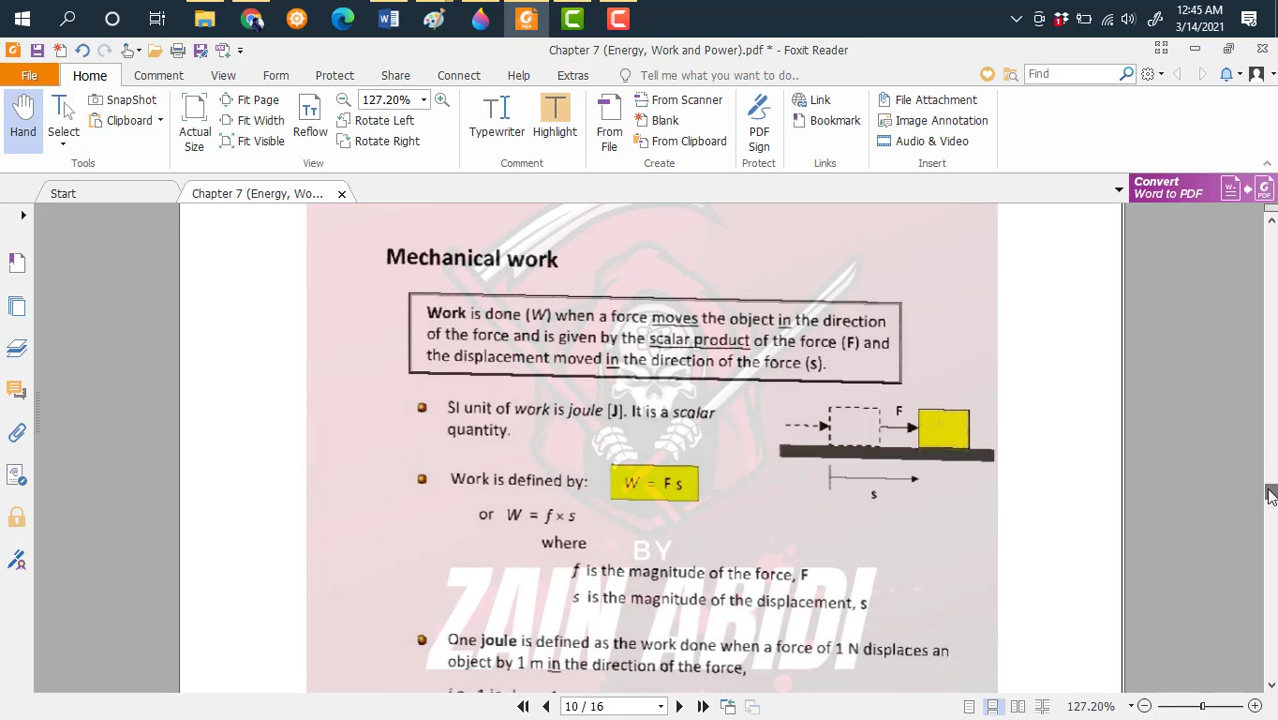 12:45 AM
3/14/2021
Chapter 7 (Energy, Work and Power).pdf * - Foxit Reader
File
Home
Comment
View
Form
Protect
Share
Connect
Help
Extras
Tell me what you want to do..
Find
Hand
Select
SnapShot
Clipboard
Actual
Size
Fit Page
Fit Width
Fit Visible
Reflow
127.20%
Rotate Left
Rotate Right
Typewriter
Highlight
From
File
From Scanner
Blank
From Clipboard
PDF
Sign
Link
Bookmark
File Attachment
Image Annotation
Audio & Video
Tools
View
Comment
Create
Protect
Links
Insert
Start
Chapter 7 (Energy, Wo...
Convert
Word to PDF
Mechanical work
Work is done (W) when a force moves the object in the direction
of the force and is given by the scalar product of the force (F) and
the displacement moved in the direction of the force (s).
SI unit of work is joule [J]. It is a scalar
quantity.
F
s
Work is defined by: W = F s
or W = f × s
where
BY
f is the magnitude of the force, F
s is the magnitude of the displacement, s
ZAIN ABIDI
One joule is defined as the work done when a force of 1 N displaces an
object by 1 m in the direction of the force,
10 / 16
127.20%